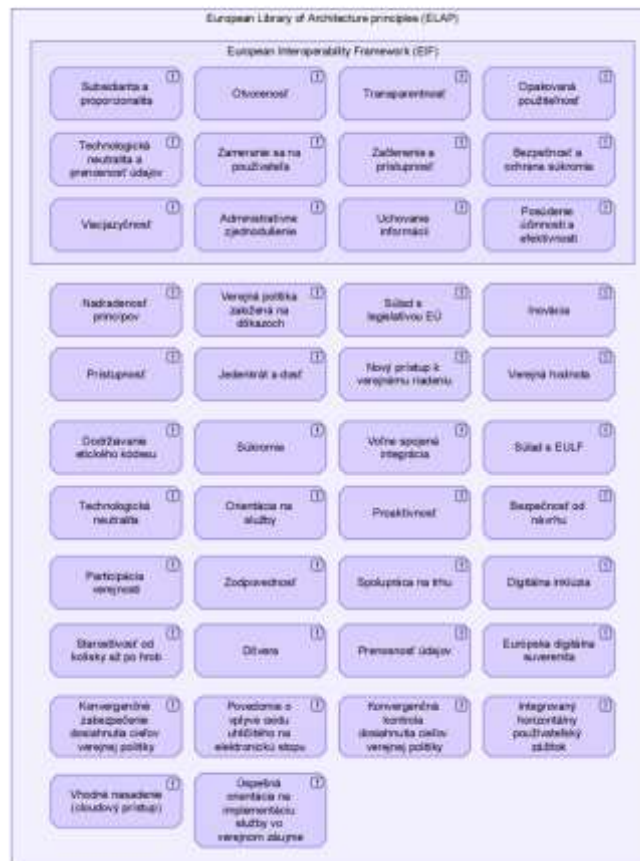 European Library of Architecture principles (ELAP)
European Interoperability Framework (EIF)
Subsidiarita a
proporcionalita
Otvorenosť
Transparentnosť
Opakovaná
použiteľnosť
Technologická
neutralita a
prenosnosť údajov
Zameranie sa na
používateľa
Začlenenie a
prístupnosť
Bezpečnosť a
ochrana súkromia
Viacjazyčnosť
Administratívne
zjednodušenie
Uchovanie
informácií
Posúdenie
účinnosti a
efektívnosti
Nadradenosť
princípov
Verejná politika
založená na
dôkazoch
Súlad s
legislatívou EÚ
Inovácia
Prístupnosť
Jedenkrát a dosť
Nový prístup k
verejnému riadeniu
Verejná hodnota
Dodržiavanie
etického kódexu
Súkromie
Voľne spojená
integrácia
Súlad s EULF
Technologická
neutralita
Orientácia na
služby
Proaktívnosť
Bezpečnosť od
návrhu
Participácia
verejnosti
Zodpovednosť
Spolupráca na trhu
Digitálna inklúzia
Starostlivosť od
kolísky až po hrob
Dôvera
Prenosnosť údajov
Európska digitálna
suverenita
Konvergenčné
zabezpečenie
dosiahnutia cieľov
verejnej politiky
Povedomie o
vplyve oxidu
uhličitého na
elektronickú stopu
Konvergenčná
kontrola
dosiahnutia cieľov
verejnej politiky
Integrovaný
horizontálny
používateľský
zážitok
Vhodné nasadenie
(cloudový prístup)
Úspešná
orientácia na
implementáciu
služby vo
verejnom záujme